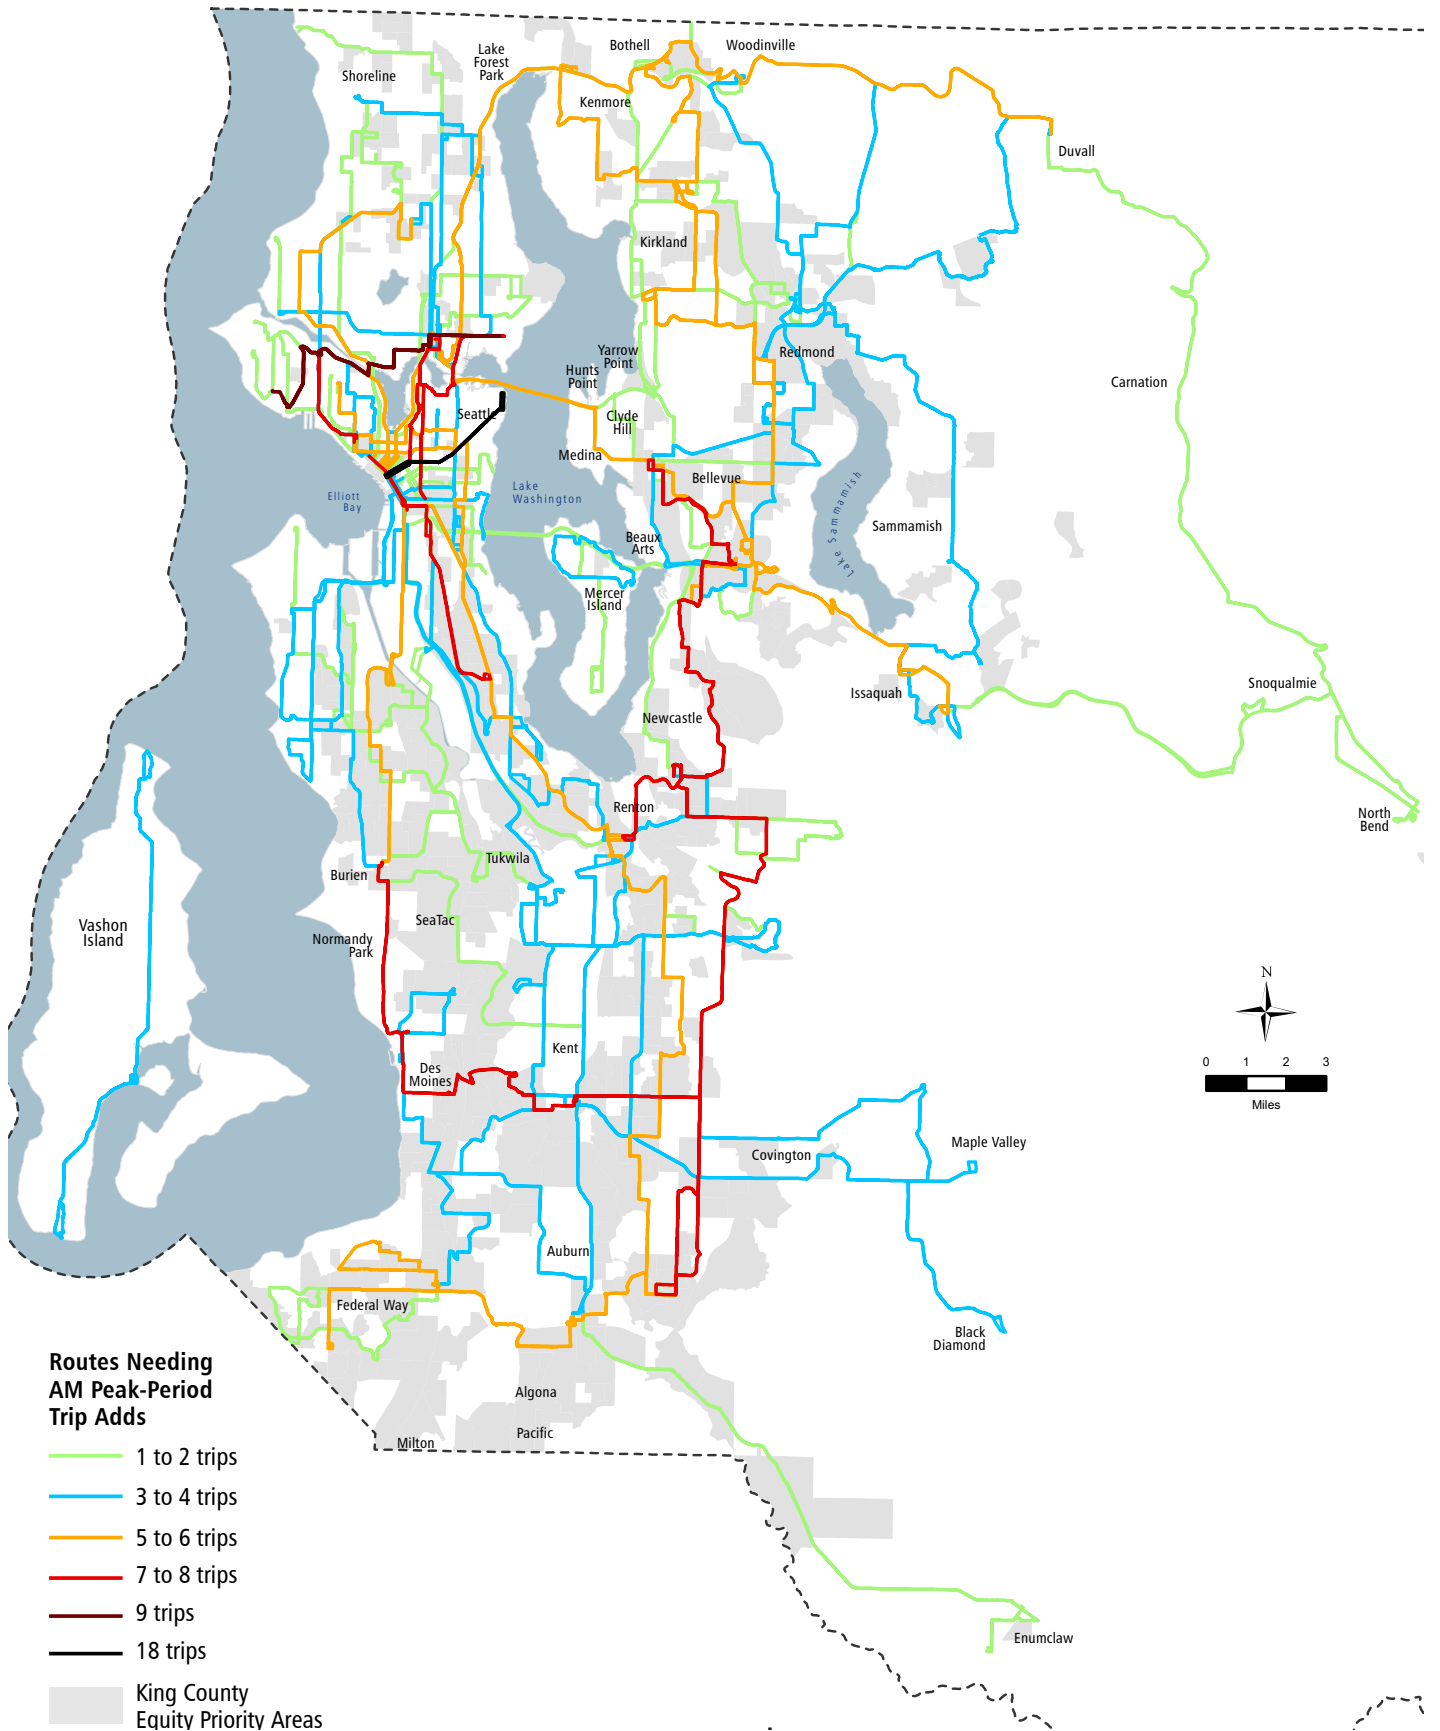 Bothell
Woodinville
Lake
Forest
Park
Shoreline
Kenmore
Duvall
Kirkland
Yarrow
Point
Redmond
Hunts
Point
Carnation
Seattle
Clyde
Hill
Medina
Bellevue
Elliott
Bay
Lake
Washington
Lake Sammamish
Sammamish
Beaux
Arts
Mercer
Island
Issaquah
Snoqualmie
Newcastle
Renton
North
Bend
Tukwila
Burien
Vashon
Island
SeaTac
Normandy
Park
N
0 1 2 3
Miles
Kent
Des
Moines
Maple Valley
Covington
Auburn
Federal Way
Black
Diamond
Algona
Pacific
Milton
Enumclaw
Routes Needing
AM Peak-Period
Trip Adds
1 to 2 trips
3 to 4 trips
5 to 6 trips
7 to 8 trips
9 trips
18 trips
King County
Equity Priority Areas